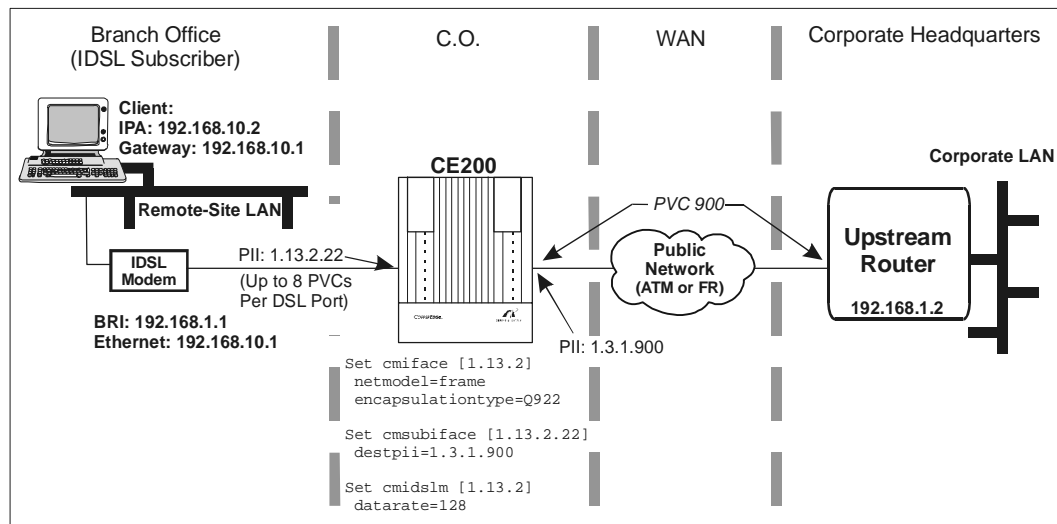 Branch Office
(IDSL Subscriber)
C.O.
WAN
Corporate Headquarters
Client:
IPA: 192.168.10.2
Gateway: 192.168.10.1
Remote-Site LAN
IDSL
Modem
BRI: 192.168.1.1
Ethernet: 192.168.10.1
PII: 1.13.2.22
(Up to 8 PVCs
Per DSL Port)
CE200
PVC 900
Public
Network
(ATM or FR)
PII: 1.3.1.900
Corporate LAN
Upstream
Router
192.168.1.2
Set cmiface [1.13.2]
netmodel=frame
encapsulationtype=Q922
Set cmsubiface [1.13.2.22]
destpii=1.3.1.900
Set cmidslm [1.13.2]
datarate=128